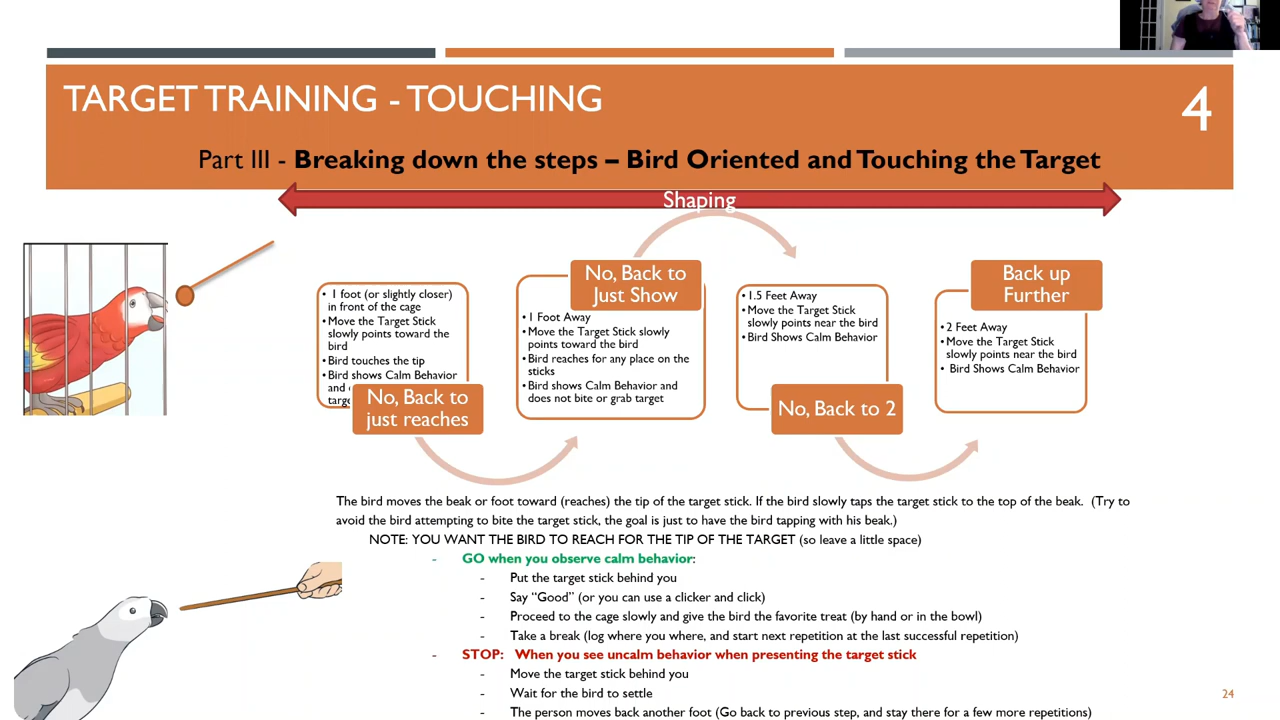 TARGET TRAINING - TOUCHING
4
Part III - Breaking down the steps – Bird Oriented and Touching the Target
Shaping
• 1 foot (or slightly closer)
in front of the cage
• Move the Target Stick
slowly points toward the
bird
• Bird touches the tip
• Bird shows Calm Behavior
and
No, Back to
just reaches
No, Back to
Just Show
• 1 Foot Away
• Move the Target Stick slowly
points toward the bird
• Bird reaches for any place on the
sticks
• Bird shows Calm Behavior and
does not bite or grab target
• 1.5 Feet Away
• Move the Target Stick
slowly points near the bird
• Bird Shows Calm Behavior
No, Back to 2
Back up
Further
• 2 Feet Away
• Move the Target Stick
slowly points near the bird
• Bird Shows Calm Behavior
The bird moves the beak or foot toward (reaches) the tip of the target stick. If the bird slowly taps the target stick to the top of the beak. (Try to
avoid the bird attempting to bite the target stick, the goal is just to have the bird tapping with his beak.)
NOTE: YOU WANT THE BIRD TO REACH FOR THE TIP OF THE TARGET (so leave a little space)
- GO when you observe calm behavior:
- Put the target stick behind you
- Say “Good” (or you can use a clicker and click)
- Proceed to the cage slowly and give the bird the favorite treat (by hand or in the bowl)
- Take a break (log where you where, and start next repetition at the last successful repetition)
- STOP: When you see uncalm behavior when presenting the target stick
- Move the target stick behind you
- Wait for the bird to settle
- The person moves back another foot (Go back to previous step, and stay there for a few more repetitions)
24